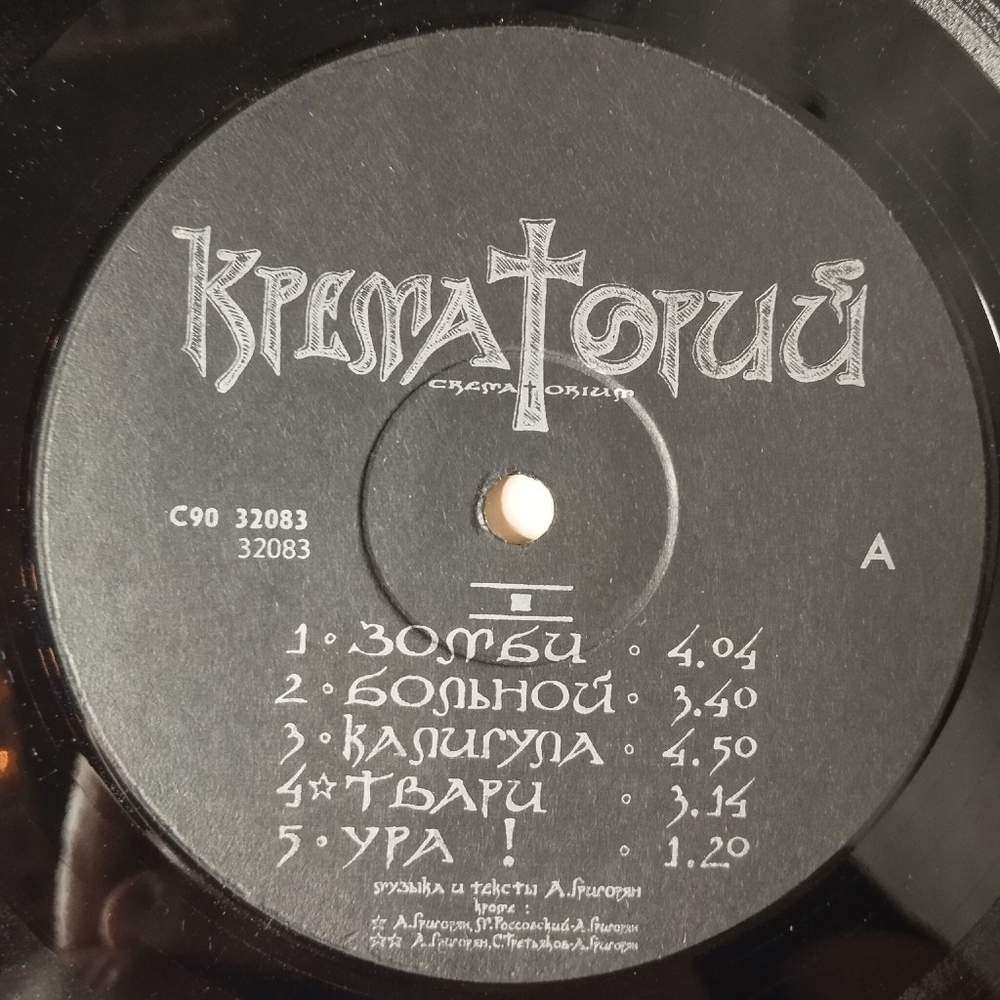 КРЕМАТОРИЙ
CREMATORIUM
С90 32083
32083
A
II
1 • ЗОМБИ • 4.04
2 • БОЛЬНОЙ • 3.40
3 • КАЛИГУЛА • 4.50
4 ☆ ТВАРИ • 3.14
5 • УРА ! • 1.20
музыка и тексты А.Григорян
кроме :
☆ А.Григорян, М.Россовский-А.Григорян
☆☆ А.Григорян, С.Третьяков-А.Григорян